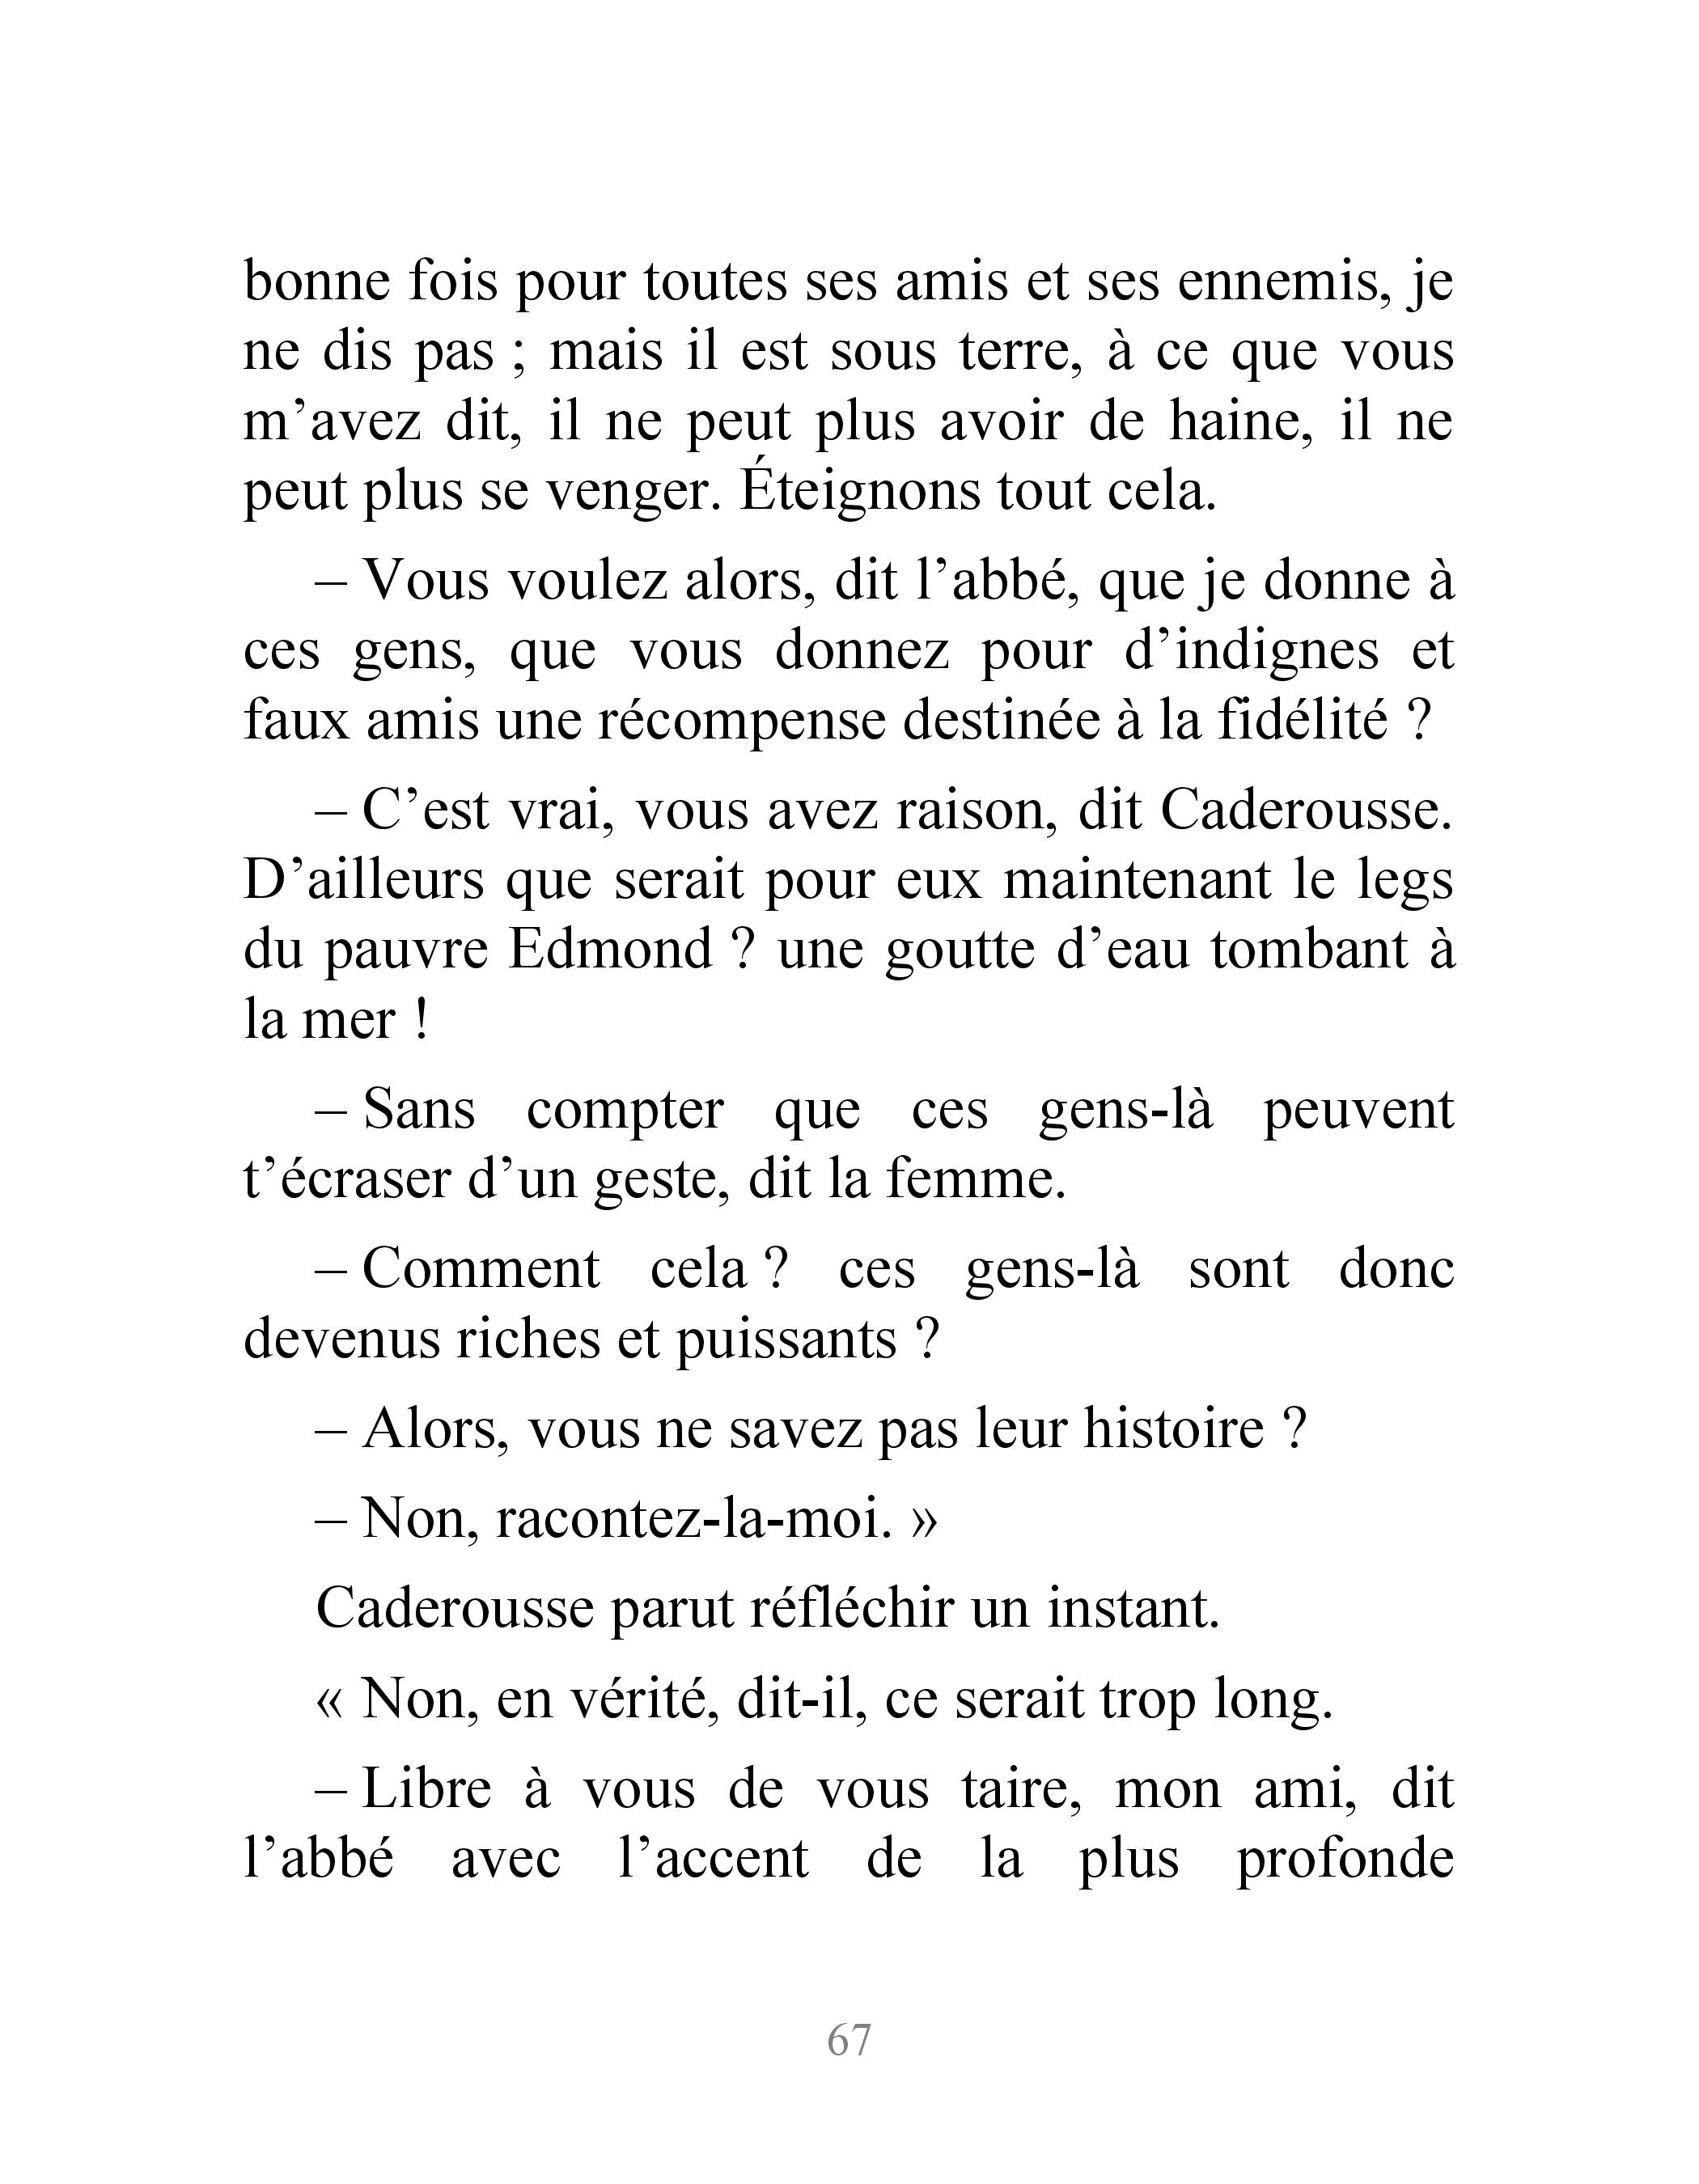 bonne fois pour toutes ses amis et ses ennemis, je
ne dis pas ; mais il est sous terre, à ce que vous
m’avez dit, il ne peut plus avoir de haine, il ne
peut plus se venger. Éteignons tout cela.
– Vous voulez alors, dit l’abbé, que je donne à
ces gens, que vous donnez pour d’indignes et
faux amis une récompense destinée à la fidélité ?
– C’est vrai, vous avez raison, dit Caderousse.
D’ailleurs que serait pour eux maintenant le legs
du pauvre Edmond ? une goutte d’eau tombant à
la mer !
– Sans compter que ces gens-là peuvent
t’écraser d’un geste, dit la femme.
– Comment cela ? ces gens-là sont donc
devenus riches et puissants ?
– Alors, vous ne savez pas leur histoire ?
– Non, racontez-la-moi. »
Caderousse parut réfléchir un instant.
« Non, en vérité, dit-il, ce serait trop long.
– Libre à vous de vous taire, mon ami, dit
l’abbé avec l’accent de la plus profonde
67